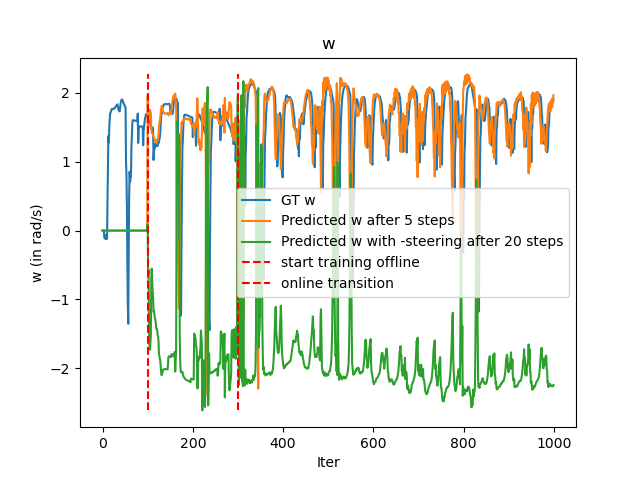 w
w (in rad/s)
2
1
0
−1
−2
GT w
Predicted w after 5 steps
Predicted w with -steering after 20 steps
start training offline
online transition
0
200
400
600
800
1000
Iter